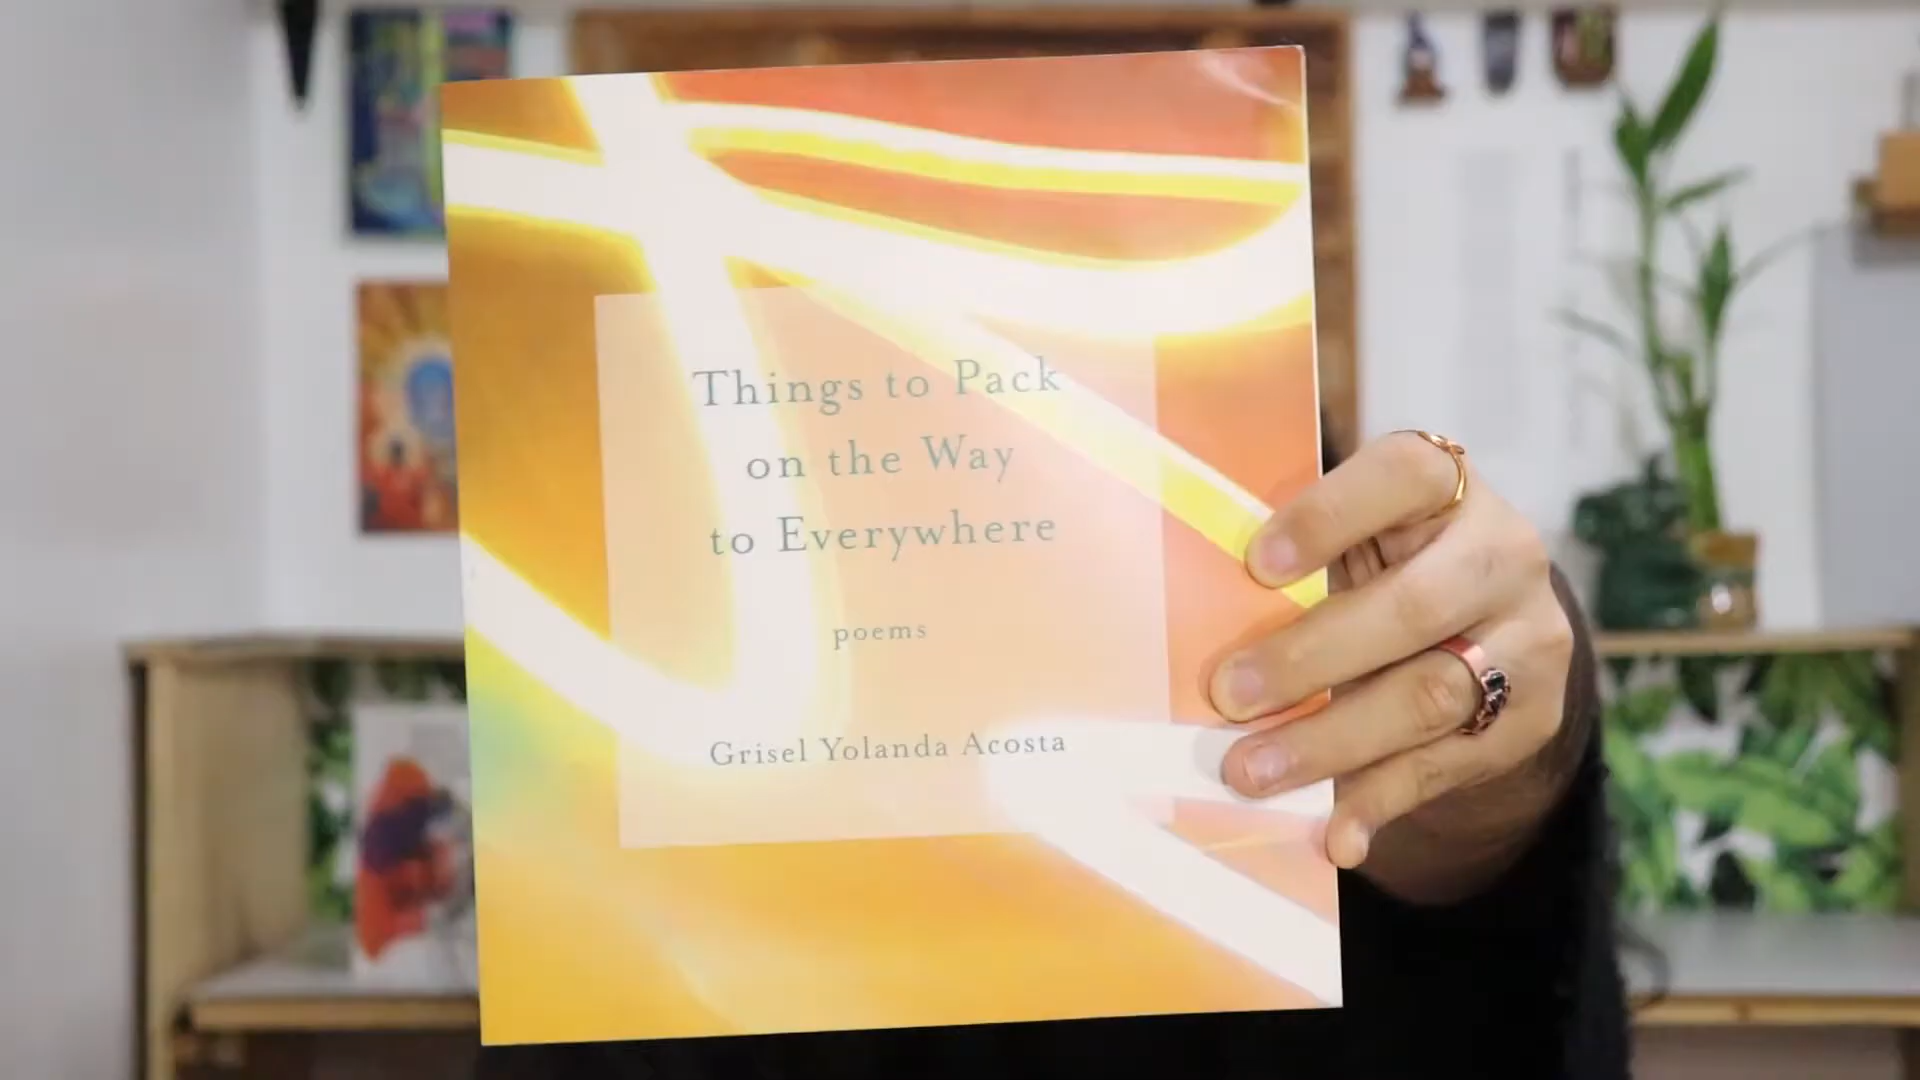 Things to Pack
on the Way
to Everywhere
poems
Grisel Yolanda Acosta